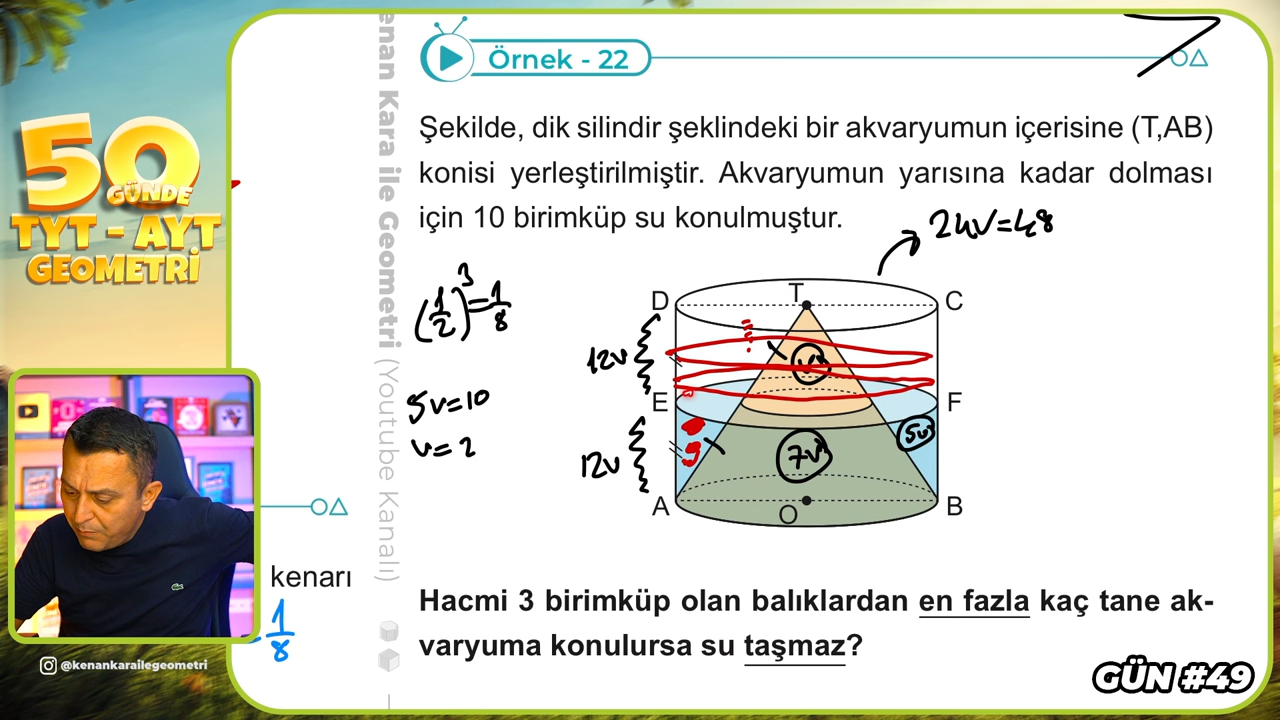 50
GÜNDE
TYT - AYT
GEOMETRİ
kenarı
1
8
@kenankarailegeometri
enan Kara ile Geometri (Youtube Kanalı)
Örnek - 22
Şekilde, dik silindir şeklindeki bir akvaryumun içerisine (T,AB)
konisi yerleştirilmiştir. Akvaryumun yarısına kadar dolması
için 10 birimküp su konulmuştur.
24V=48
(1/2)³=1/8
5V=10
V=2
D
T
C
12V
E
F
5V
7V
12V
A
O
B
Hacmi 3 birimküp olan balıklardan en fazla kaç tane ak-
varyuma konulursa su taşmaz?
GÜN #49